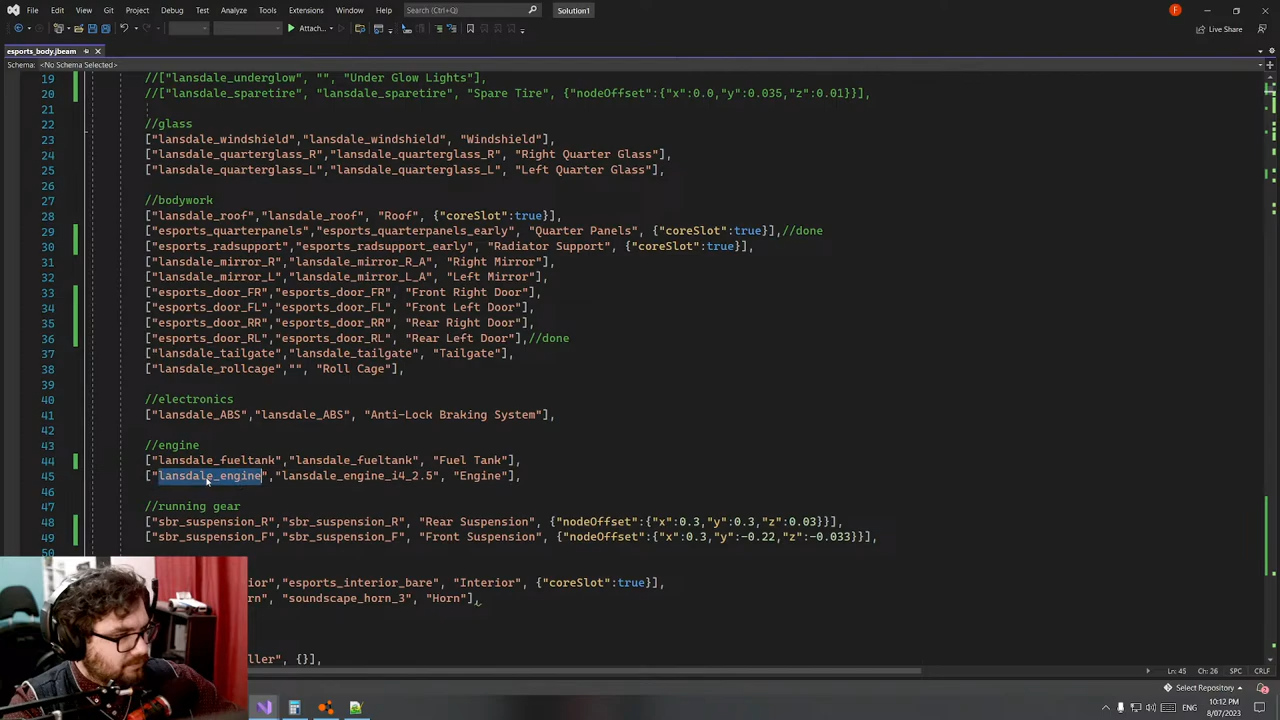 File Edit View Git Project Debug Test Analyze Tools Extensions Window Help Search (Ctrl+Q) Solution1
Attach... Live Share
esports_body.jbeam
Schema: <No Schema Selected>
19 //["lansdale_underglow", "", "Under Glow Lights"],
20 //["lansdale_sparetire", "lansdale_sparetire", "Spare Tire", {"nodeOffset":{"x":0.0,"y":0.035,"z":0.01}}],
21
22 //glass
23 ["lansdale_windshield","lansdale_windshield", "Windshield"],
24 ["lansdale_quarterglass_R","lansdale_quarterglass_R", "Right Quarter Glass"],
25 ["lansdale_quarterglass_L","lansdale_quarterglass_L", "Left Quarter Glass"],
26
27 //bodywork
28 ["lansdale_roof","lansdale_roof", "Roof", {"coreSlot":true}],
29 ["esports_quarterpanels","esports_quarterpanels_early", "Quarter Panels", {"coreSlot":true}],//done
30 ["esports_radsupport","esports_radsupport_early", "Radiator Support", {"coreSlot":true}],
31 ["lansdale_mirror_R","lansdale_mirror_R_A", "Right Mirror"],
32 ["lansdale_mirror_L","lansdale_mirror_L_A", "Left Mirror"],
33 ["esports_door_FR","esports_door_FR", "Front Right Door"],
34 ["esports_door_FL","esports_door_FL", "Front Left Door"],
35 ["esports_door_RR","esports_door_RR", "Rear Right Door"],
36 ["esports_door_RL","esports_door_RL", "Rear Left Door"],//done
37 ["lansdale_tailgate","lansdale_tailgate", "Tailgate"],
38 ["lansdale_rollcage","", "Roll Cage"],
39
40 //electronics
41 ["lansdale_ABS","lansdale_ABS", "Anti-Lock Braking System"],
42
43 //engine
44 ["lansdale_fueltank","lansdale_fueltank", "Fuel Tank"],
45 ["lansdale_engine","lansdale_engine_i4_2.5", "Engine"],
46
47 //running gear
48 ["sbr_suspension_R","sbr_suspension_R", "Rear Suspension", {"nodeOffset":{"x":0.3,"y":0.3,"z":0.03}}],
49 ["sbr_suspension_F","sbr_suspension_F", "Front Suspension", {"nodeOffset":{"x":0.3,"y":-0.22,"z":-0.033}}],
50
ior","esports_interior_bare", "Interior", {"coreSlot":true}],
rn", "soundscape_horn_3", "Horn"],
ller", {}],
Ln: 45 Ch: 26 SPC CRLF
Select Repository
ENG 10:12 PM
8/07/2023